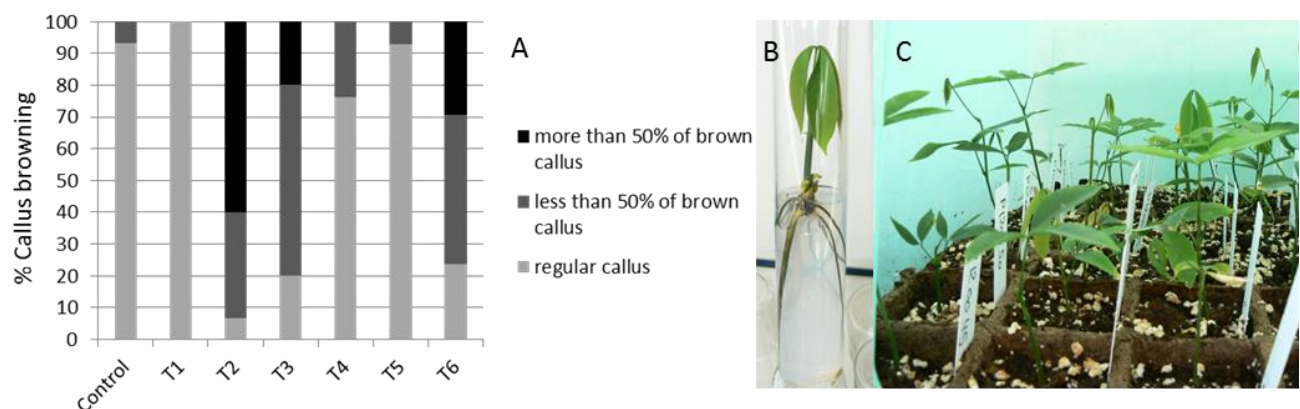 100
90
80
70
60
50
40
30
20
10
0
% Callus browning
Control
T1
T2
T3
T4
T5
T6
A
more than 50% of brown
callus
less than 50% of brown
callus
regular callus
B
C